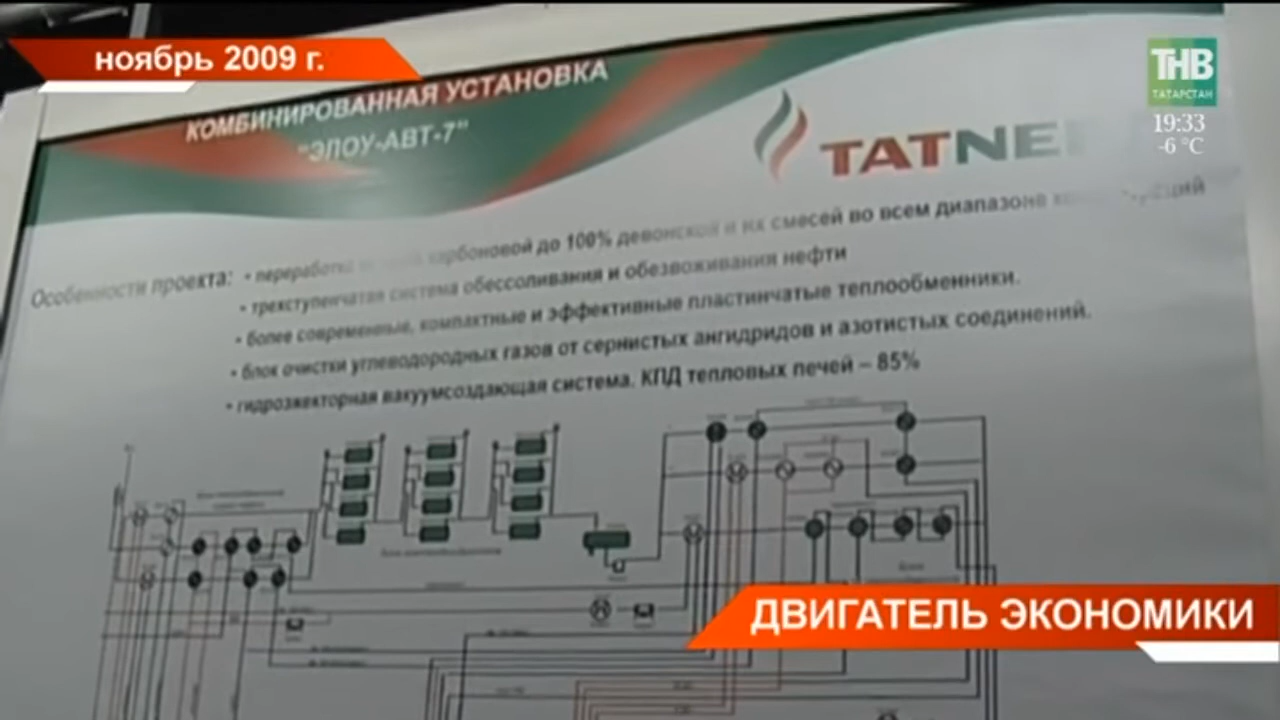 ноябрь 2009 г.
ТНВ
ТАТАРСТАН
19:33
-6 °C
КОМБИНИРОВАННАЯ УСТАНОВКА
"ЭЛОУ-АВТ-7"
TATNE
Особенности проекта: • переработка карбоновой до 100% девонской и их смесей во всем диапазоне
• трехступенчатая система обессоливания и обезвоживания нефти
• более современные, компактные и эффективные пластинчатые теплообменники.
• блок очистки углеводородных газов от сернистых ангидридов и азотистых соединений.
• гидроэжекторная вакуумсоздающая система. КПД тепловых печей – 85%
ДВИГАТЕЛЬ ЭКОНОМИКИ